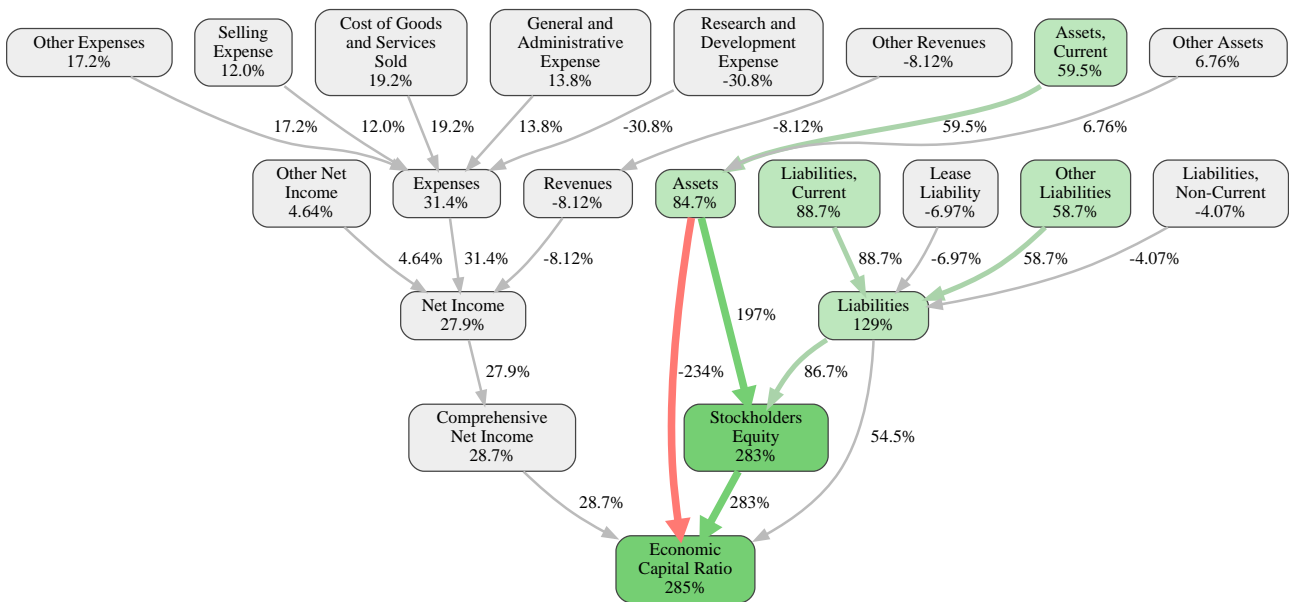 Other Expenses
17.2%
Selling
Expense
12.0%
Cost of Goods
and Services
Sold
19.2%
General and
Administrative
Expense
13.8%
Research and
Development
Expense
-30.8%
Other Revenues
-8.12%
Assets,
Current
59.5%
Other Assets
6.76%
17.2%
12.0%
19.2%
13.8%
-30.8%
-8.12%
59.5%
6.76%
Other Net
Income
4.64%
Expenses
31.4%
Revenues
-8.12%
Assets
84.7%
Liabilities,
Current
88.7%
Lease
Liability
-6.97%
Other
Liabilities
58.7%
Liabilities,
Non-Current
-4.07%
4.64%
31.4%
-8.12%
88.7%
-6.97%
58.7%
-4.07%
Net Income
27.9%
Liabilities
129%
197%
27.9%
-234%
86.7%
Comprehensive
Net Income
28.7%
Stockholders
Equity
283%
54.5%
28.7%
283%
Economic
Capital Ratio
285%